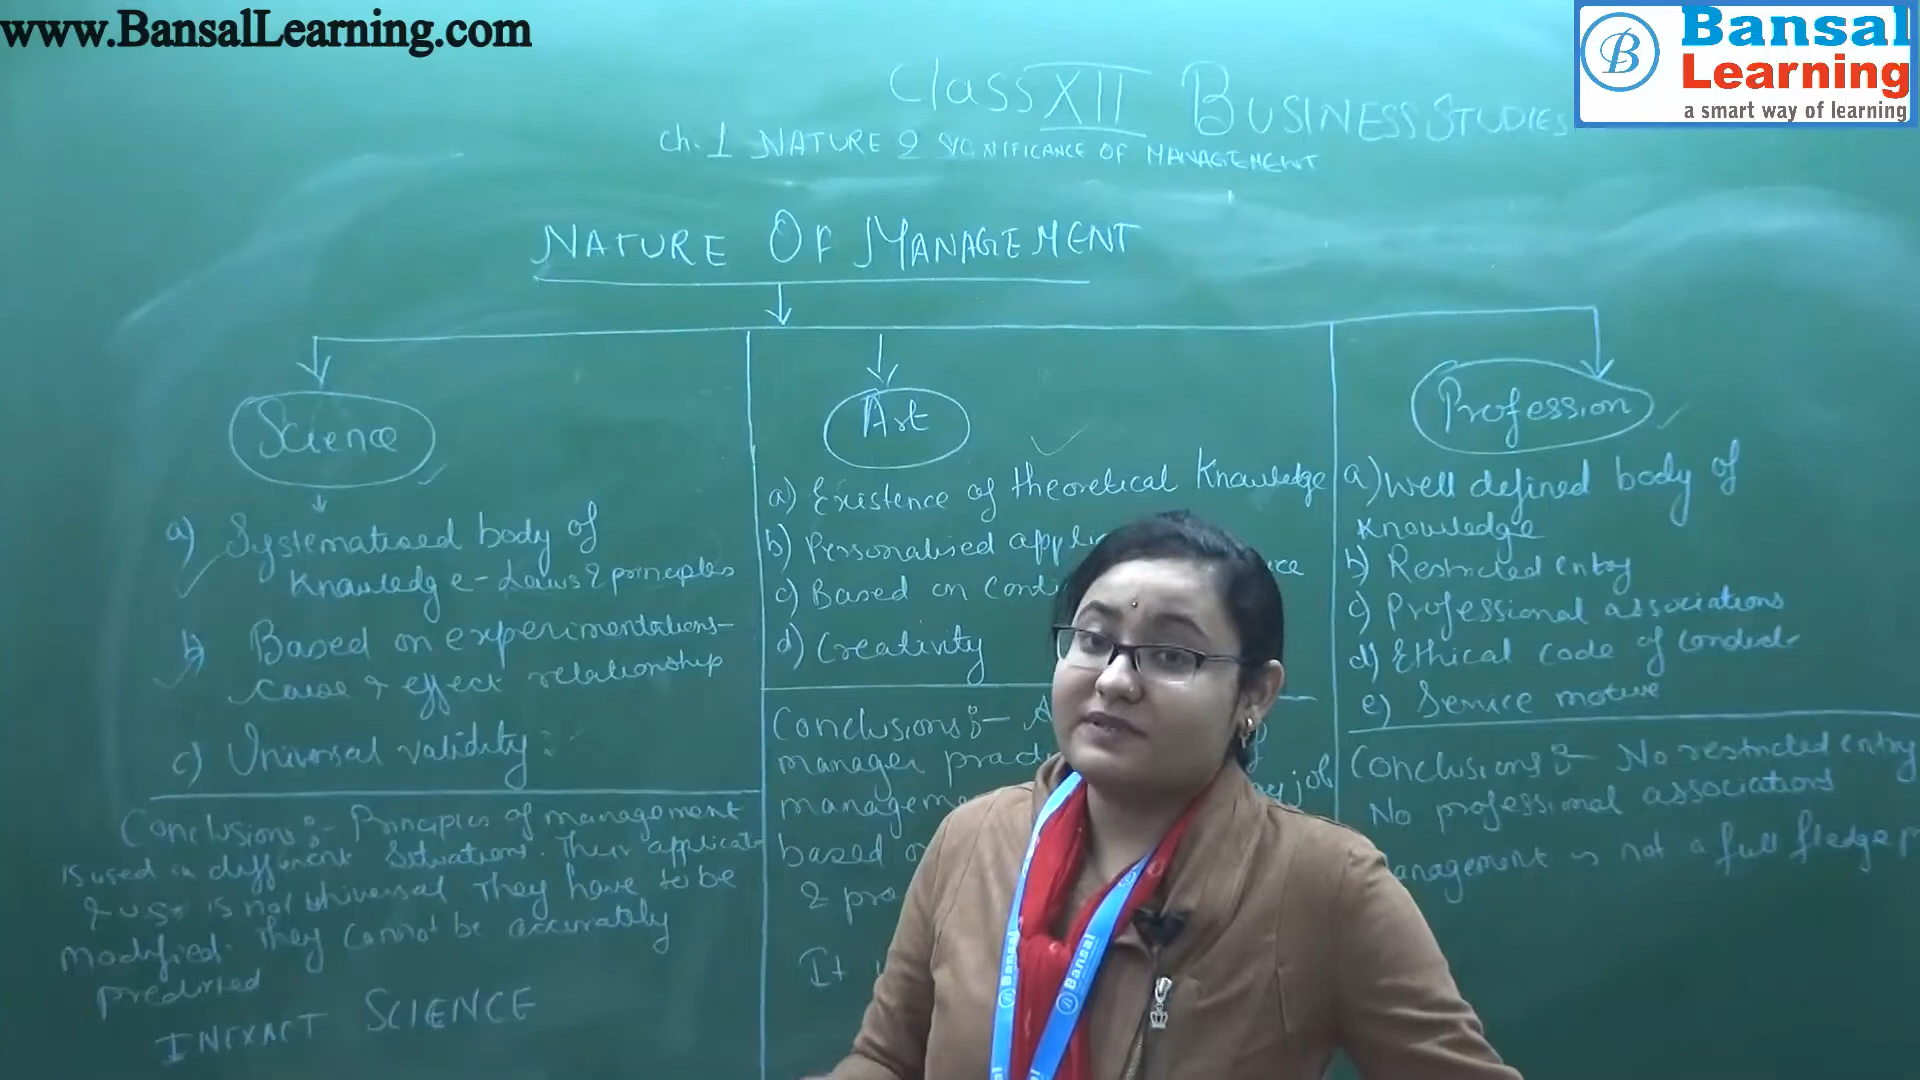 www.BansalLearning.com
B
Bansal
Learning
a smart way of learning
Class XII BUSINESS STUDIES
Ch. 1 NATURE & SIGNIFICANCE OF MANAGEMENT
NATURE OF MANAGEMENT
Science
a) Systematised body of
Knowledge - Laws & principles
b) Based on experimentations -
cause & effect relationship
c) Universal validity :-
Conclusions :- Principles of management
is used in different situations. Their applicat
& use is not universal They have to be
modified. They cannot be accurately
predicted
INEXACT SCIENCE
Art
a) Existence of theoretical Knowledge
b) Personalised appli
c) Based on
d) Creativity
Conclusions :- A
manager
based
It
Profession
a) Well defined body of
Knowledge
b) Restricted entry
c) Professional associations
d) Ethical code of conduct
e) Service motive
Conclusions :- No restricted entry
No professional associations
anagement is not a full fledge p
Bansal
Bansal